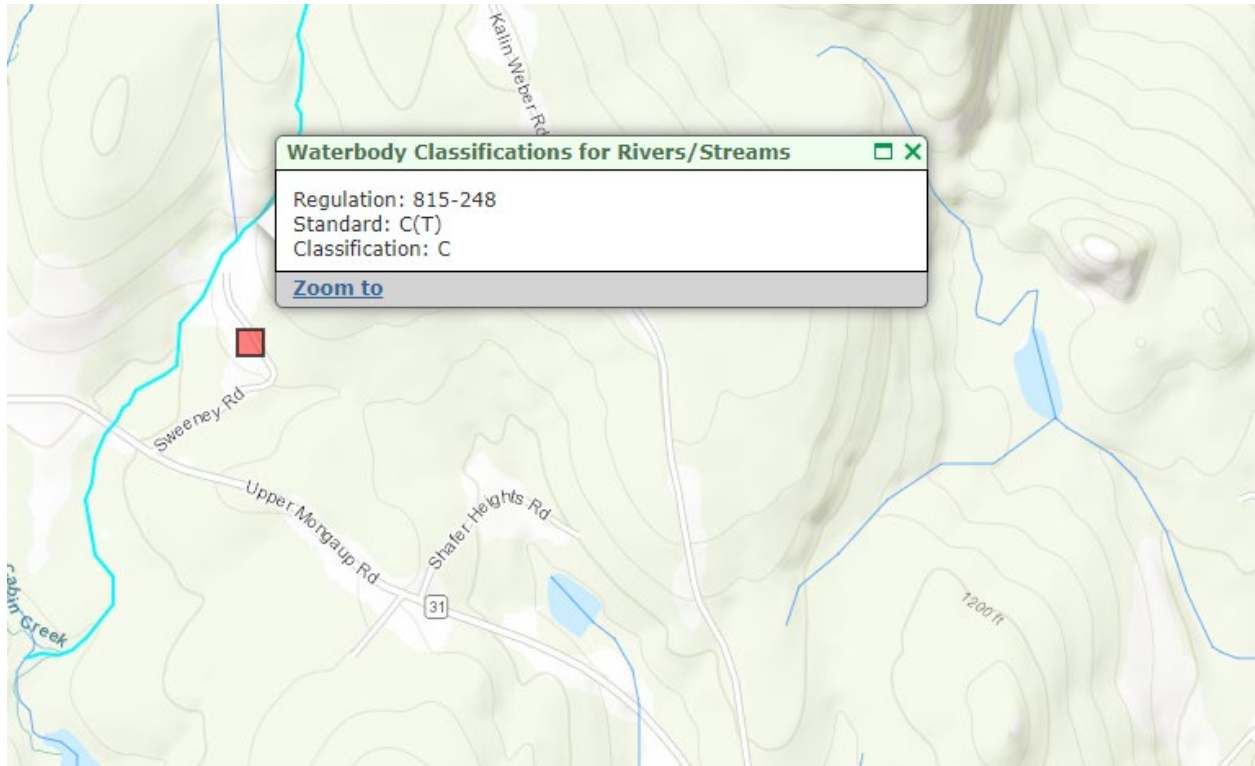 Kalin Weber Rd
Waterbody Classifications for Rivers/Streams
Regulation: 815-248
Standard: C(T)
Classification: C
Zoom to
Sweeney Rd
Upper Mongaup Rd
Shafer Heights Rd
31
1200 ft
Cabin Creek